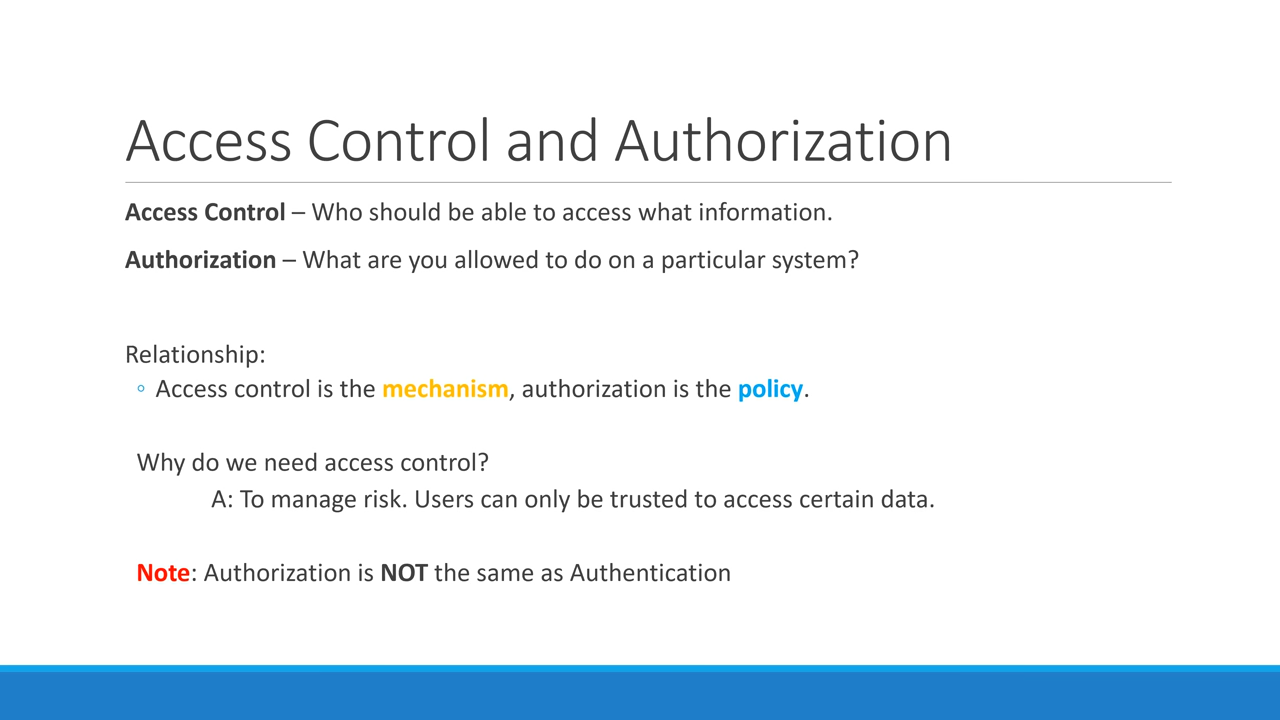 Access Control and Authorization
Access Control – Who should be able to access what information.
Authorization – What are you allowed to do on a particular system?
Relationship:
◦ Access control is the mechanism, authorization is the policy.
Why do we need access control?
A: To manage risk. Users can only be trusted to access certain data.
Note: Authorization is NOT the same as Authentication